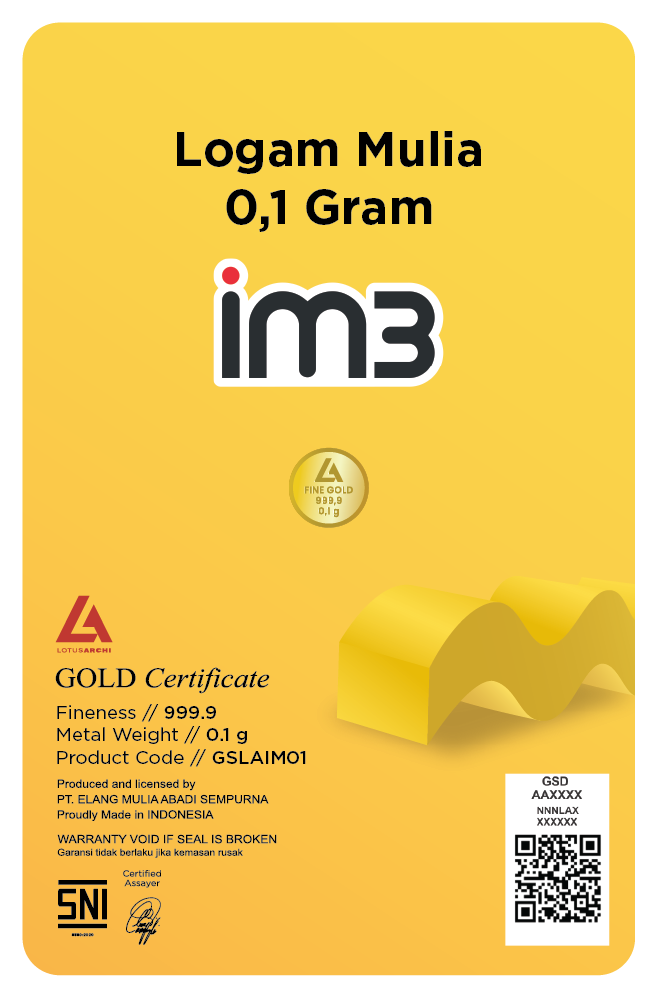 Logam Mulia
0,1 Gram
im3
FINE GOLD
999,9
0,1 g
LOTUSARCHI
GOLD Certificate
Fineness // 999.9
Metal Weight // 0.1 g
Product Code // GSLAIM01
Produced and licensed by
PT. ELANG MULIA ABADI SEMPURNA
Proudly Made in INDONESIA
WARRANTY VOID IF SEAL IS BROKEN
Garansi tidak berlaku jika kemasan rusak
Certified
Assayer
SNI
GSD
AAXXXX
NNNLAX
XXXXXX